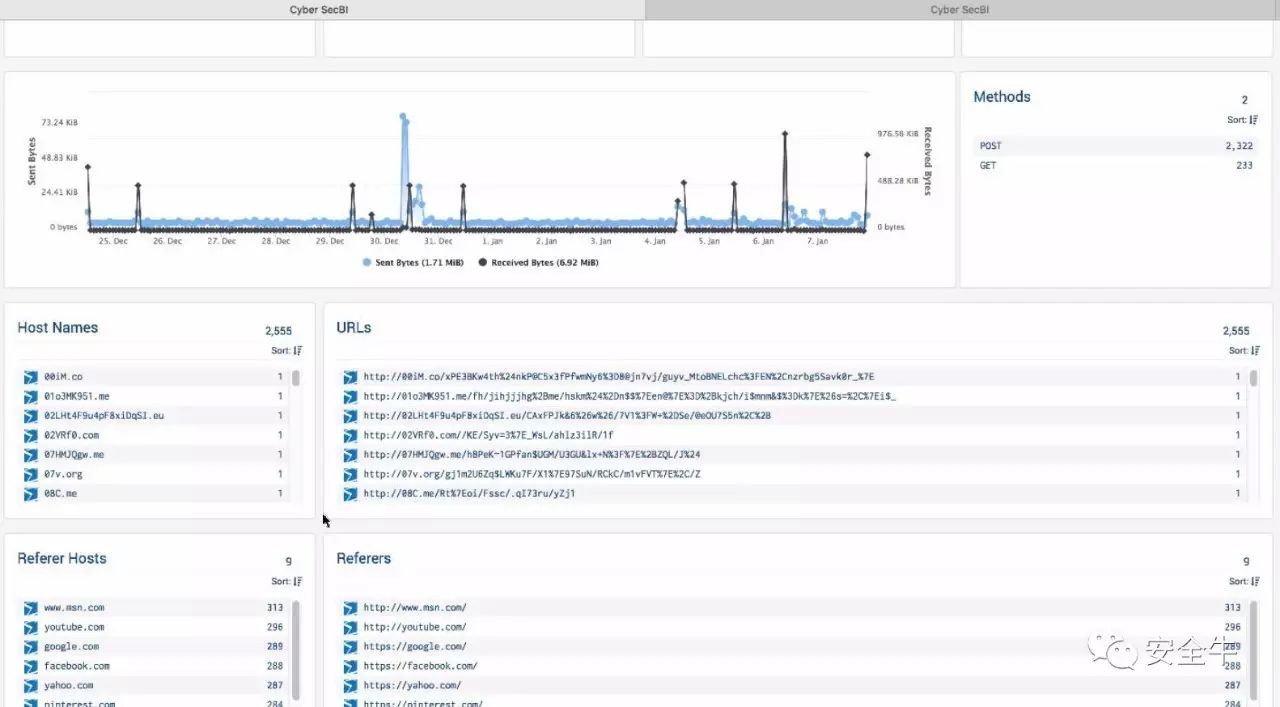 Cyber SecBI
Cyber SecBI
73.24 KiB
48.83 KiB
24.41 KiB
0 bytes
Sent Bytes
976.56 KiB
488.28 KiB
0 bytes
Received Bytes
25. Dec 26. Dec 27. Dec 28. Dec 29. Dec 30. Dec 31. Dec 1. Jan 2. Jan 3. Jan 4. Jan 5. Jan 6. Jan 7. Jan
Sent Bytes (1.71 MiB) Received Bytes (6.92 MiB)
Methods
2
Sort:
POST 2,322
GET 233
Host Names
2,555
Sort:
00iM.co 1
01o3MK951.me 1
02LHt4F9u4pF8xiDqSI.eu 1
02VRf0.com 1
07HMJQgw.me 1
07v.org 1
08C.me 1
URLs
2,555
Sort:
http://00iM.co/xPE3BKw4th%24nkP@C5x3fPfwmNy6%3D8@jn7vj/guyv_MtoBNELchc%3FEN%2Cnzrbg5Savk0r_%7E 1
http://01o3MK951.me/fh/jihjjjhg%2Bme/hskm%24%2Dn$$%7Een@%7E%3D%2Bkjch/i$mnm&$%3Dk%7E%26s=%2C%7Ei$_ 1
http://02LHt4F9u4pF8xiDqSI.eu/CAxFPJk&6%26w%26/7V1%3FW+%2DSe/@eOU7S5n%2C%2B 1
http://02VRf0.com//KE/Syv=3%7E_WsL/ahlz3ilR/1f 1
http://07HMJQgw.me/h8PeK~1GPfan$UGM/U3GU&lx+N%3F%7E%2BZQL/J%24 1
http://07v.org/gj1m2U6Zq$LWKu7F/X1%7E97SuN/RCkC/m1vFVT%7E%2C/Z 1
http://08C.me/Rt%7Eoi/Fssc/.qI73ru/yZj1 1
Referer Hosts
9
Sort:
www.msn.com 313
youtube.com 296
google.com 289
facebook.com 288
yahoo.com 287
pinterest.com 284
Referers
9
Sort:
http://www.msn.com/ 313
http://youtube.com/ 296
https://google.com/ 289
https://facebook.com/ 288
https://yahoo.com/ 287
https://pinterest.com/ 284
安全牛